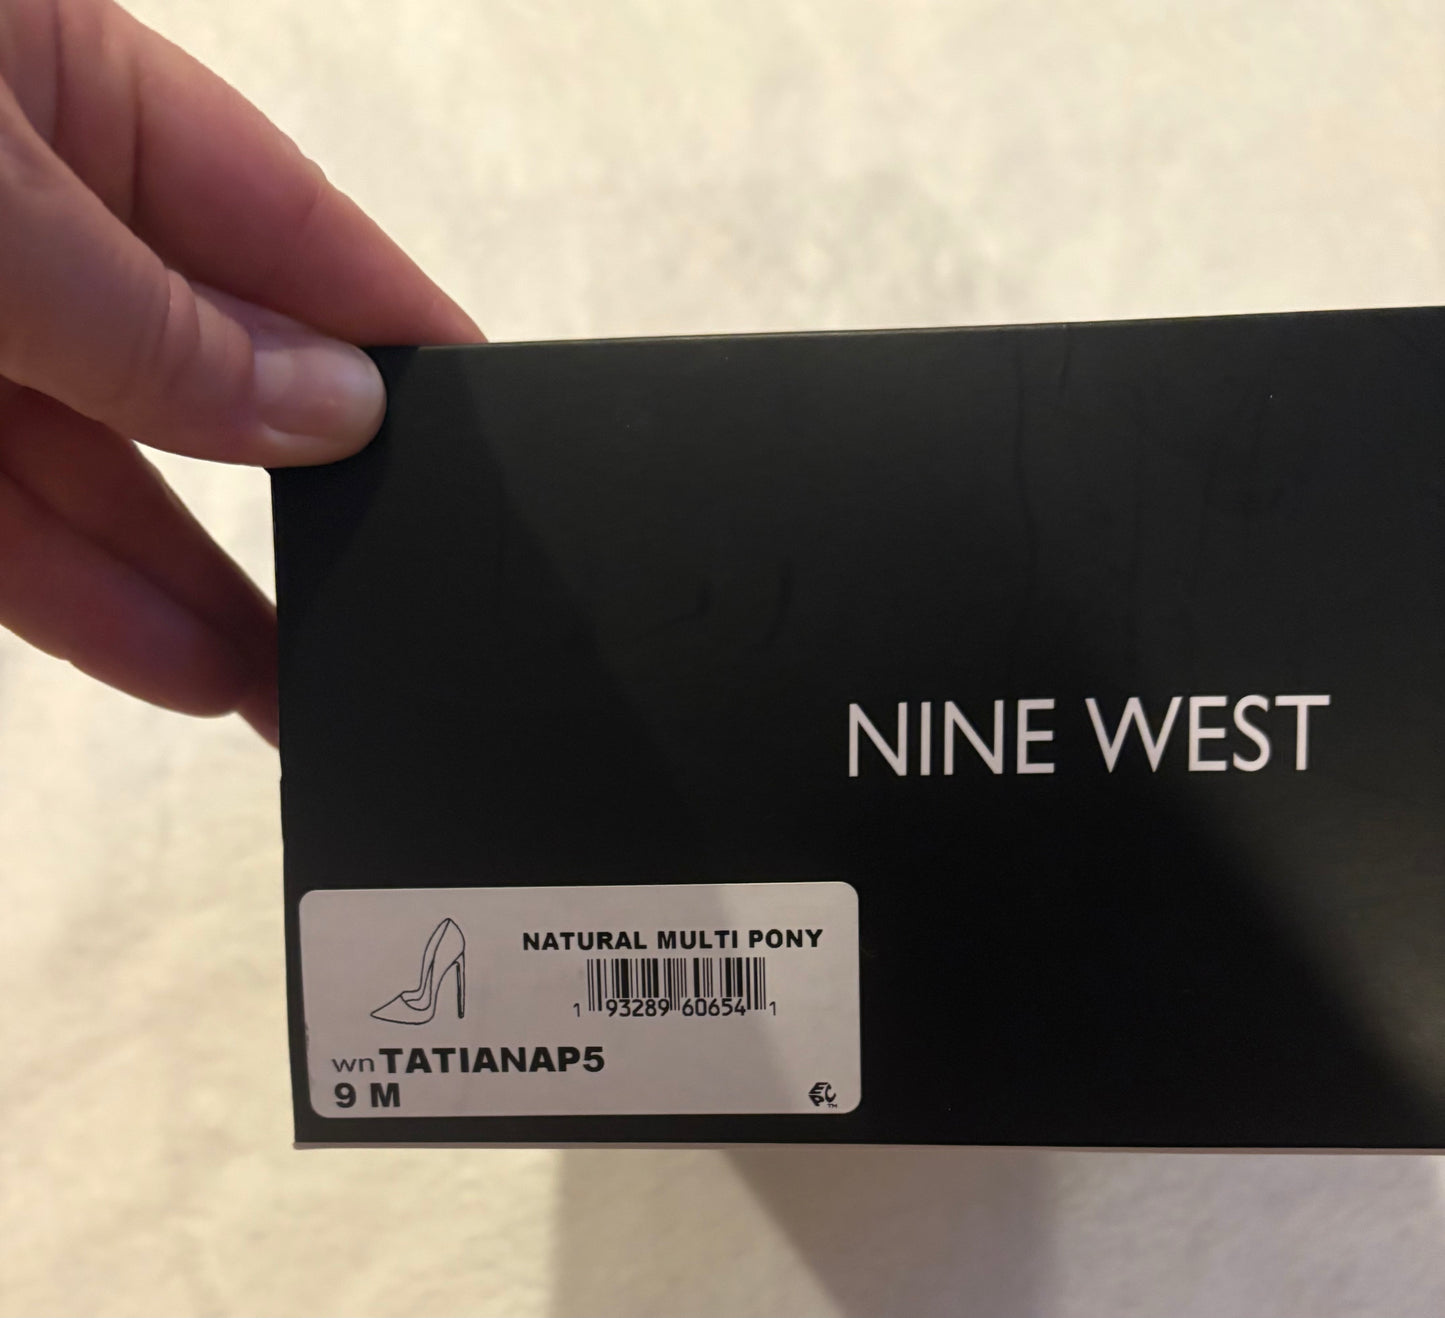 NINE WEST
NATURAL MULTI PONY
1 93289 60654 1
wnTATIANAP5
9 M